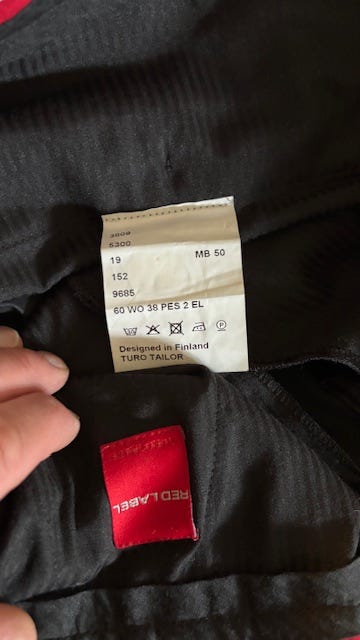 3809
5300
19 MB 50
152
9685
60 WO 38 PES 2 EL
P
Designed in Finland
TURO TAILOR
RED LABEL